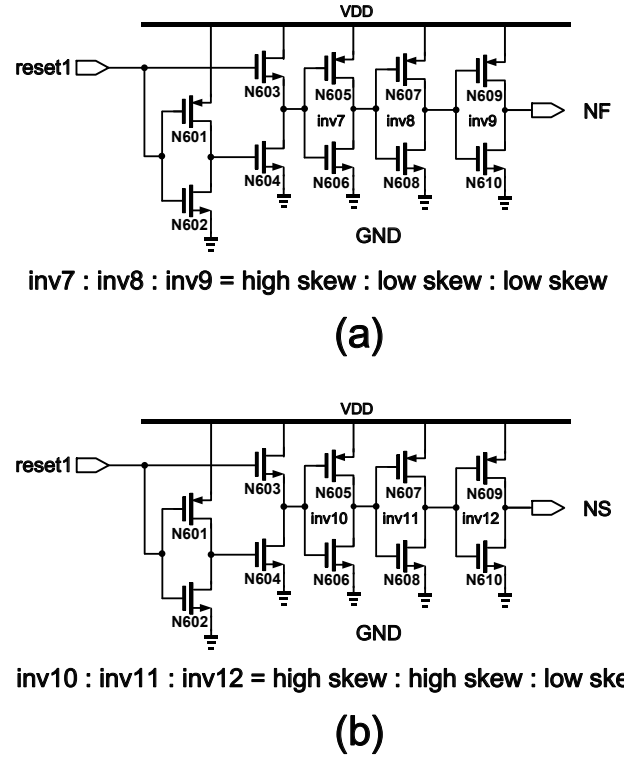 VDD
reset1
N603
N605
N607
N609
N601
inv7
inv8
inv9
NF
N604
N606
N608
N610
N602
GND
inv7 : inv8 : inv9 = high skew : low skew : low skew
(a)
VDD
reset1
N603
N605
N607
N609
N601
inv10
inv11
inv12
NS
N604
N606
N608
N610
N602
GND
inv10 : inv11 : inv12 = high skew : high skew : low ske
(b)